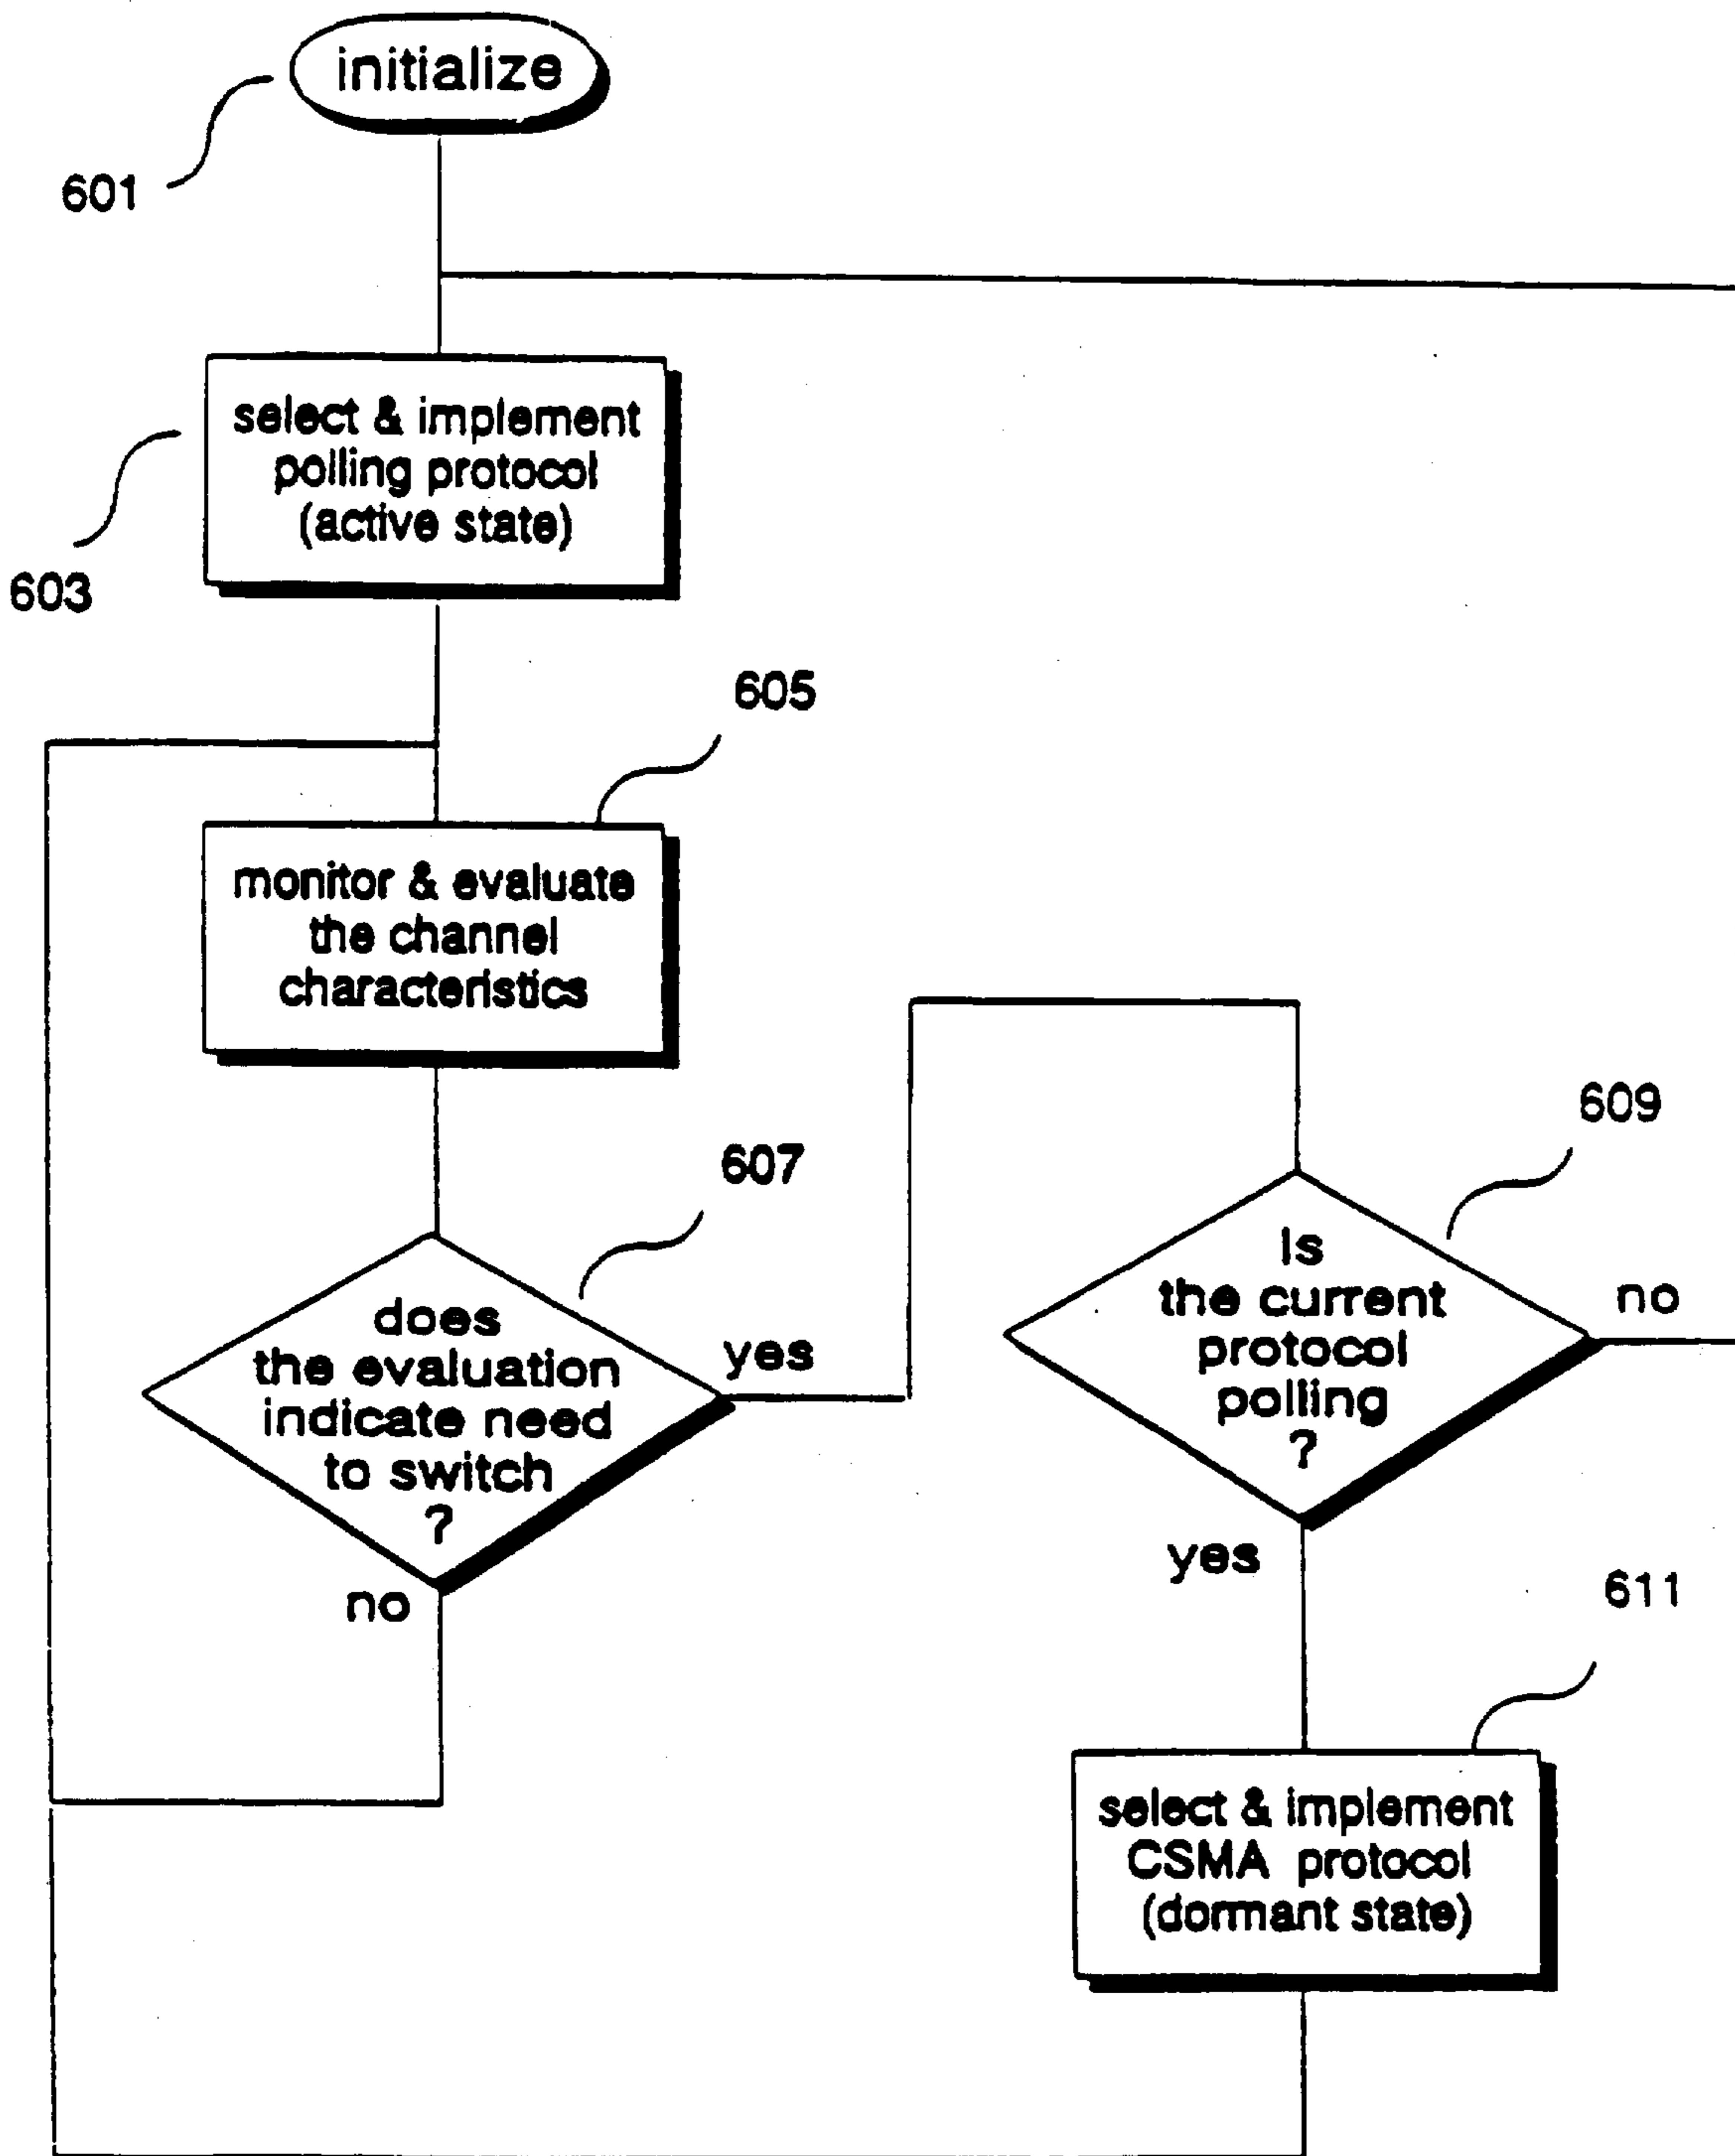 initialize
601
select & implement
polling protocol
(active state)
603
605
monitor & evaluate
the channel
characteristics
607
does
the evaluation
indicate need
to switch
?
yes
no
609
Is
the current
protocol
polling
?
no
yes
611
select & implement
CSMA protocol
(dormant state)